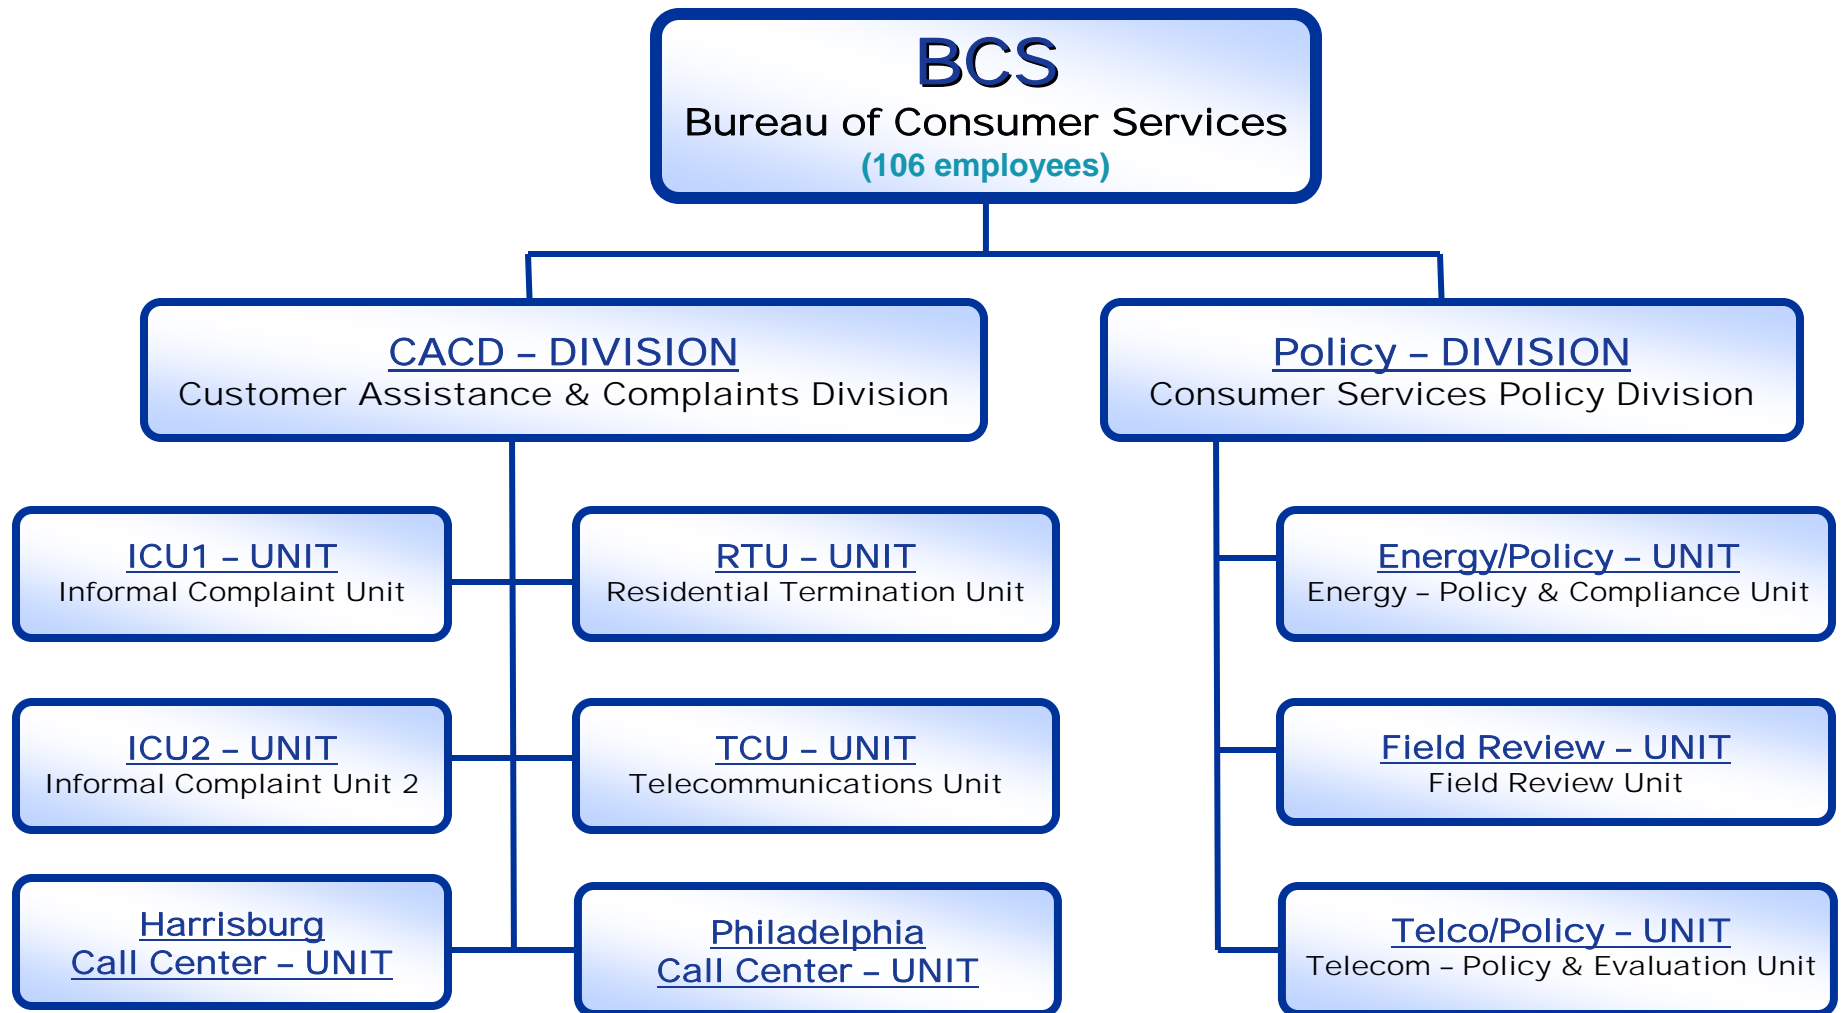 BCS
Bureau of Consumer Services
(106 employees)
CACD – DIVISION
Customer Assistance & Complaints Division
Policy – DIVISION
Consumer Services Policy Division
ICU1 – UNIT
Informal Complaint Unit
RTU – UNIT
Residential Termination Unit
Energy/Policy – UNIT
Energy – Policy & Compliance Unit
ICU2 – UNIT
Informal Complaint Unit 2
TCU – UNIT
Telecommunications Unit
Field Review – UNIT
Field Review Unit
Harrisburg
Call Center – UNIT
Philadelphia
Call Center – UNIT
Telco/Policy – UNIT
Telecom – Policy & Evaluation Unit